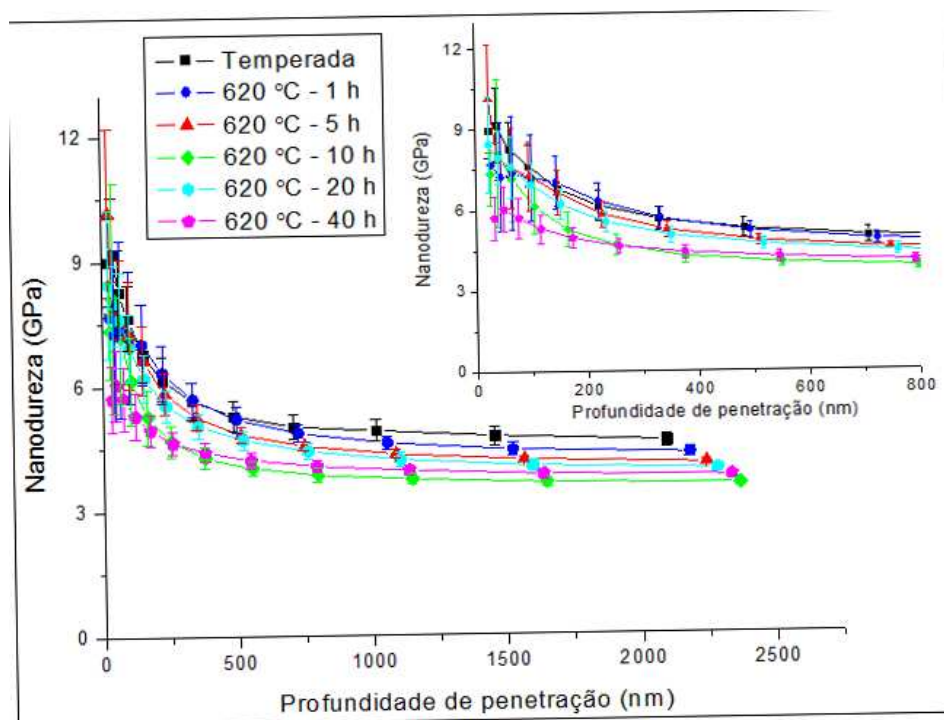 Temperada
620 °C - 1 h
620 °C - 5 h
620 °C - 10 h
620 °C - 20 h
620 °C - 40 h
Nanodureza (GPa)
12
9
6
3
0
0 500 1000 1500 2000 2500
Profundidade de penetração (nm)
Nanodureza (GPa)
12
9
6
3
0
0 200 400 600 800
Profundidade de penetração (nm)